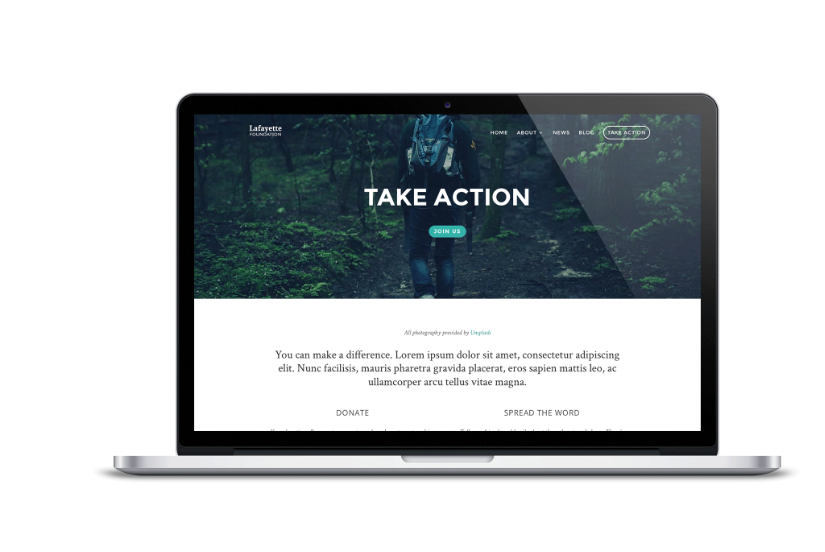 Lafayette
FOUNDATION
HOME ABOUT NEWS BLOG TAKE ACTION
TAKE ACTION
JOIN US
All photography provided by Unsplash
You can make a difference. Lorem ipsum dolor sit amet, consectetur adipiscing
elit. Nunc facilisis, mauris pharetra gravida placerat, eros sapien mattis leo, ac
ullamcorper arcu tellus vitae magna.
DONATE SPREAD THE WORD